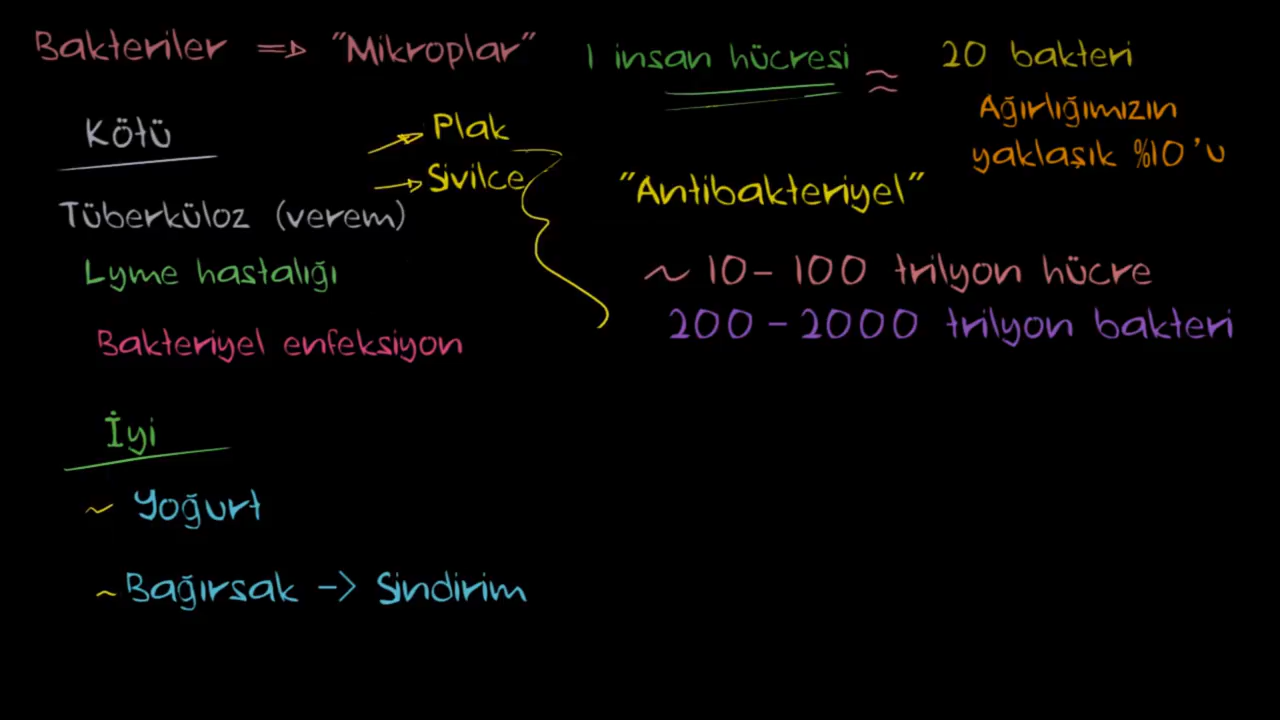 Bakteriler => "Mikroplar"
Kötü
→ Plak
→ Sivilce
Tüberküloz (verem)
Lyme hastalığı
Bakteriyel enfeksiyon
İyi
~ Yoğurt
~ Bağırsak -> Sindirim
1 insan hücresi ≈ 20 bakteri
Ağırlığımızın
yaklaşık %10'u
"Antibakteriyel"
~ 10 - 100 trilyon hücre
200 - 2000 trilyon bakteri